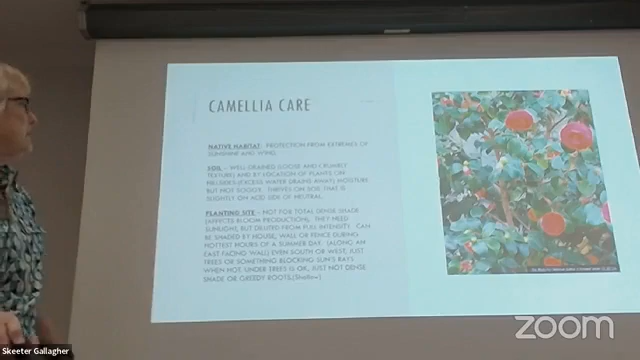 CAMELLIA CARE
NATIVE HABITAT: PROTECTION FROM EXTREMES OF
SUNSHINE AND WIND.
SOIL – WELL DRAINED (LOOSE AND CRUMBLY
TEXTURE) AND BY LOCATION OF PLANTS ON
HILLSIDES (EXCESS WATER DRAINS AWAY) MOISTURE
BUT NOT SOGGY. THRIVES ON SOIL THAT IS
SLIGHTLY ON ACID SIDE OF NEUTRAL.
PLANTING SITE – NOT FOR TOTAL DENSE SHADE
(AFFECTS BLOOM PRODUCTION). THEY NEED
SUNLIGHT, BUT DILUTED FROM FULL INTENSITY. CAN
BE SHADED BY HOUSE, WALL OR FENCE DURING
HOTTEST HOURS OF A SUMMER DAY. (ALONG AN
EAST FACING WALL) EVEN SOUTH OR WEST, JUST
TREES OR SOMETHING BLOCKING SUN'S RAYS
WHEN HOT. UNDER TREES IS OK, JUST NOT DENSE
SHADE OR GREEDY ROOTS.(Shallow)
zoom
Skeeter Gallagher